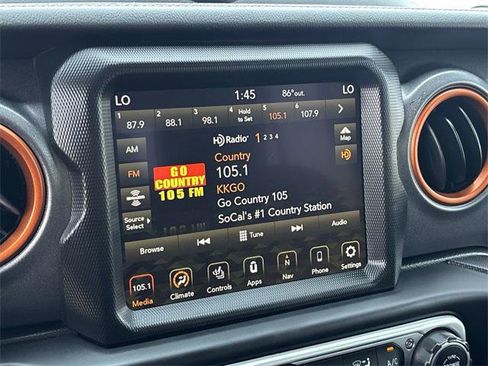 LO 1:45 86°out. LO
1 87.9 2 88.1 3 98.1 4 Hold to Set 5 105.1 6 107.9
AM
HD Radio 1 2 3 4
Map
Country
FM
105.1
HD
GO
COUNTRY
105 FM
KKGO
Go Country 105
SoCal's #1 Country Station
Source
Select
Browse
Tune
Audio
105.1
Media
Climate
Controls
Apps
N
Nav
Phone
Settings
A/C